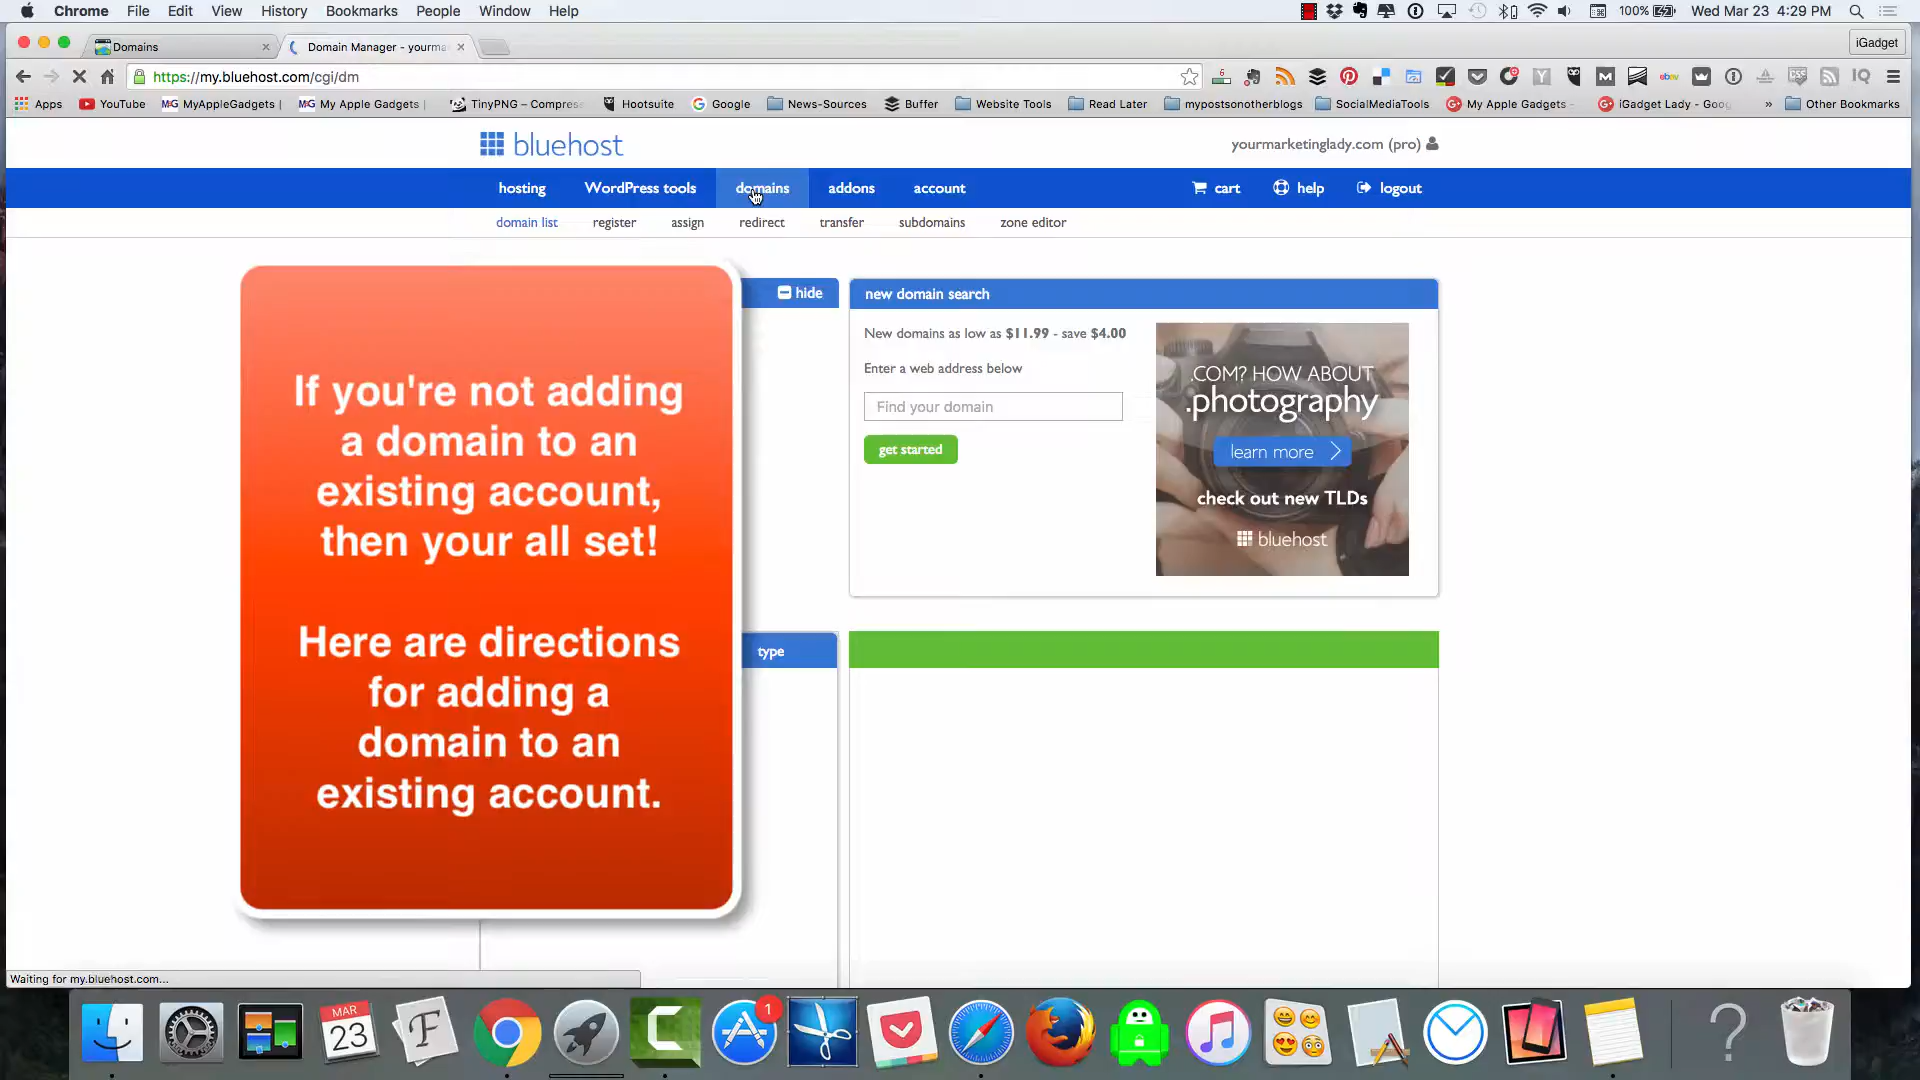 Chrome File Edit View History Bookmarks People Window Help 100% Wed Mar 23 4:29 PM
Domains Domain Manager - yourma iGadget
https://my.bluehost.com/cgi/dm
Apps YouTube MyAppleGadgets | My Apple Gadgets | TinyPNG – Compres Hootsuite Google News-Sources Buffer Website Tools Read Later mypostsonotherblogs SocialMediaTools My Apple Gadgets - iGadget Lady - Goog » Other Bookmarks
bluehost yourmarketinglady.com (pro)
hosting WordPress tools domains addons account cart help logout
domain list register assign redirect transfer subdomains zone editor
hide
new domain search
New domains as low as $11.99 - save $4.00
Enter a web address below
Find your domain
get started
.COM? HOW ABOUT
.photography
learn more
check out new TLDs
bluehost
If you're not adding
a domain to an
existing account,
then your all set!
Here are directions
for adding a
domain to an
existing account.
type
Waiting for my.bluehost.com...
MAR
23
F
C
1
?